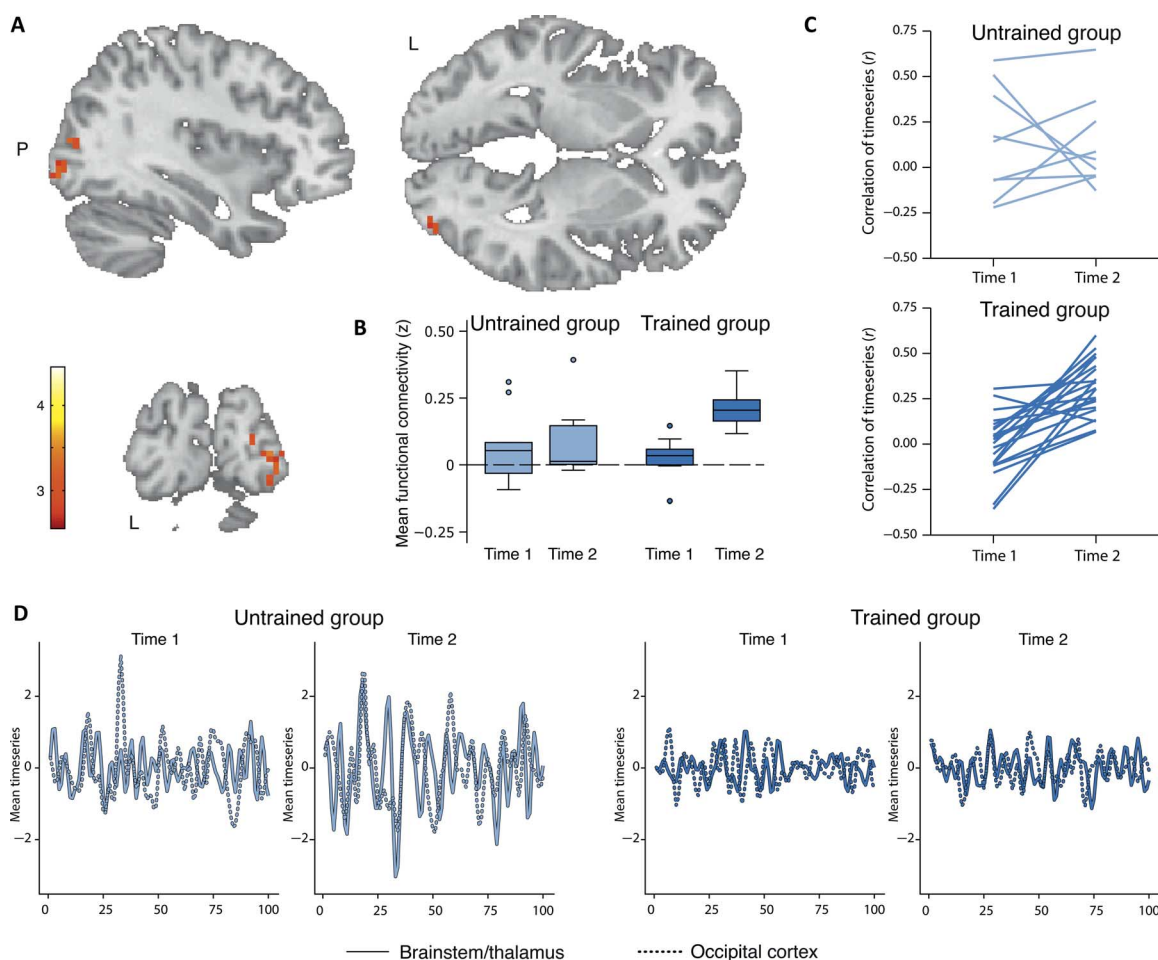 A
P
L
4
3
L
B
Untrained group
Trained group
Mean functional connectivity (z)
0.50
0.25
0
−0.25
Time 1
Time 2
Time 1
Time 2
C
Untrained group
Correlation of timeseries (r)
0.75
0.50
0.25
0.00
−0.25
−0.50
Time 1
Time 2
Trained group
Correlation of timeseries (r)
0.75
0.50
0.25
0.00
−0.25
−0.50
Time 1
Time 2
D
Untrained group
Time 1
Mean timeseries
2
0
−2
0
25
50
75
100
Time 2
Mean timeseries
2
0
−2
0
25
50
75
100
Trained group
Time 1
Mean timeseries
2
0
−2
0
25
50
75
100
Time 2
Mean timeseries
2
0
−2
0
25
50
75
100
Brainstem/thalamus
Occipital cortex